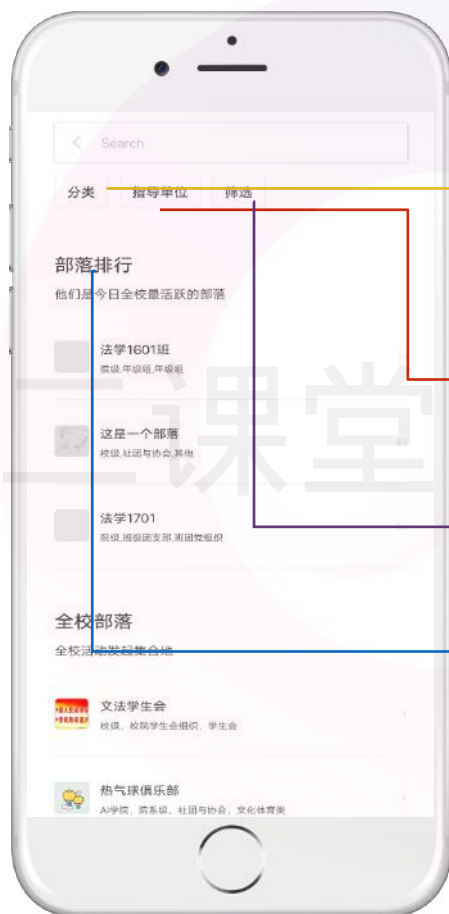 Search
分类 指导单位 筛选
部落排行
他们是今日全校最活跃的部落
法学1601班
院级,年级组,年级组
这是一个部落
校级,社团与协会,其他
法学1701
院级,班级团支部,班团党组织
二课堂
全校部落
全校活动发起集合地
文法学生会
校级，校院学生会组织，学生会
热气球俱乐部
AI学院，院系级，社团与协会，文化体育类